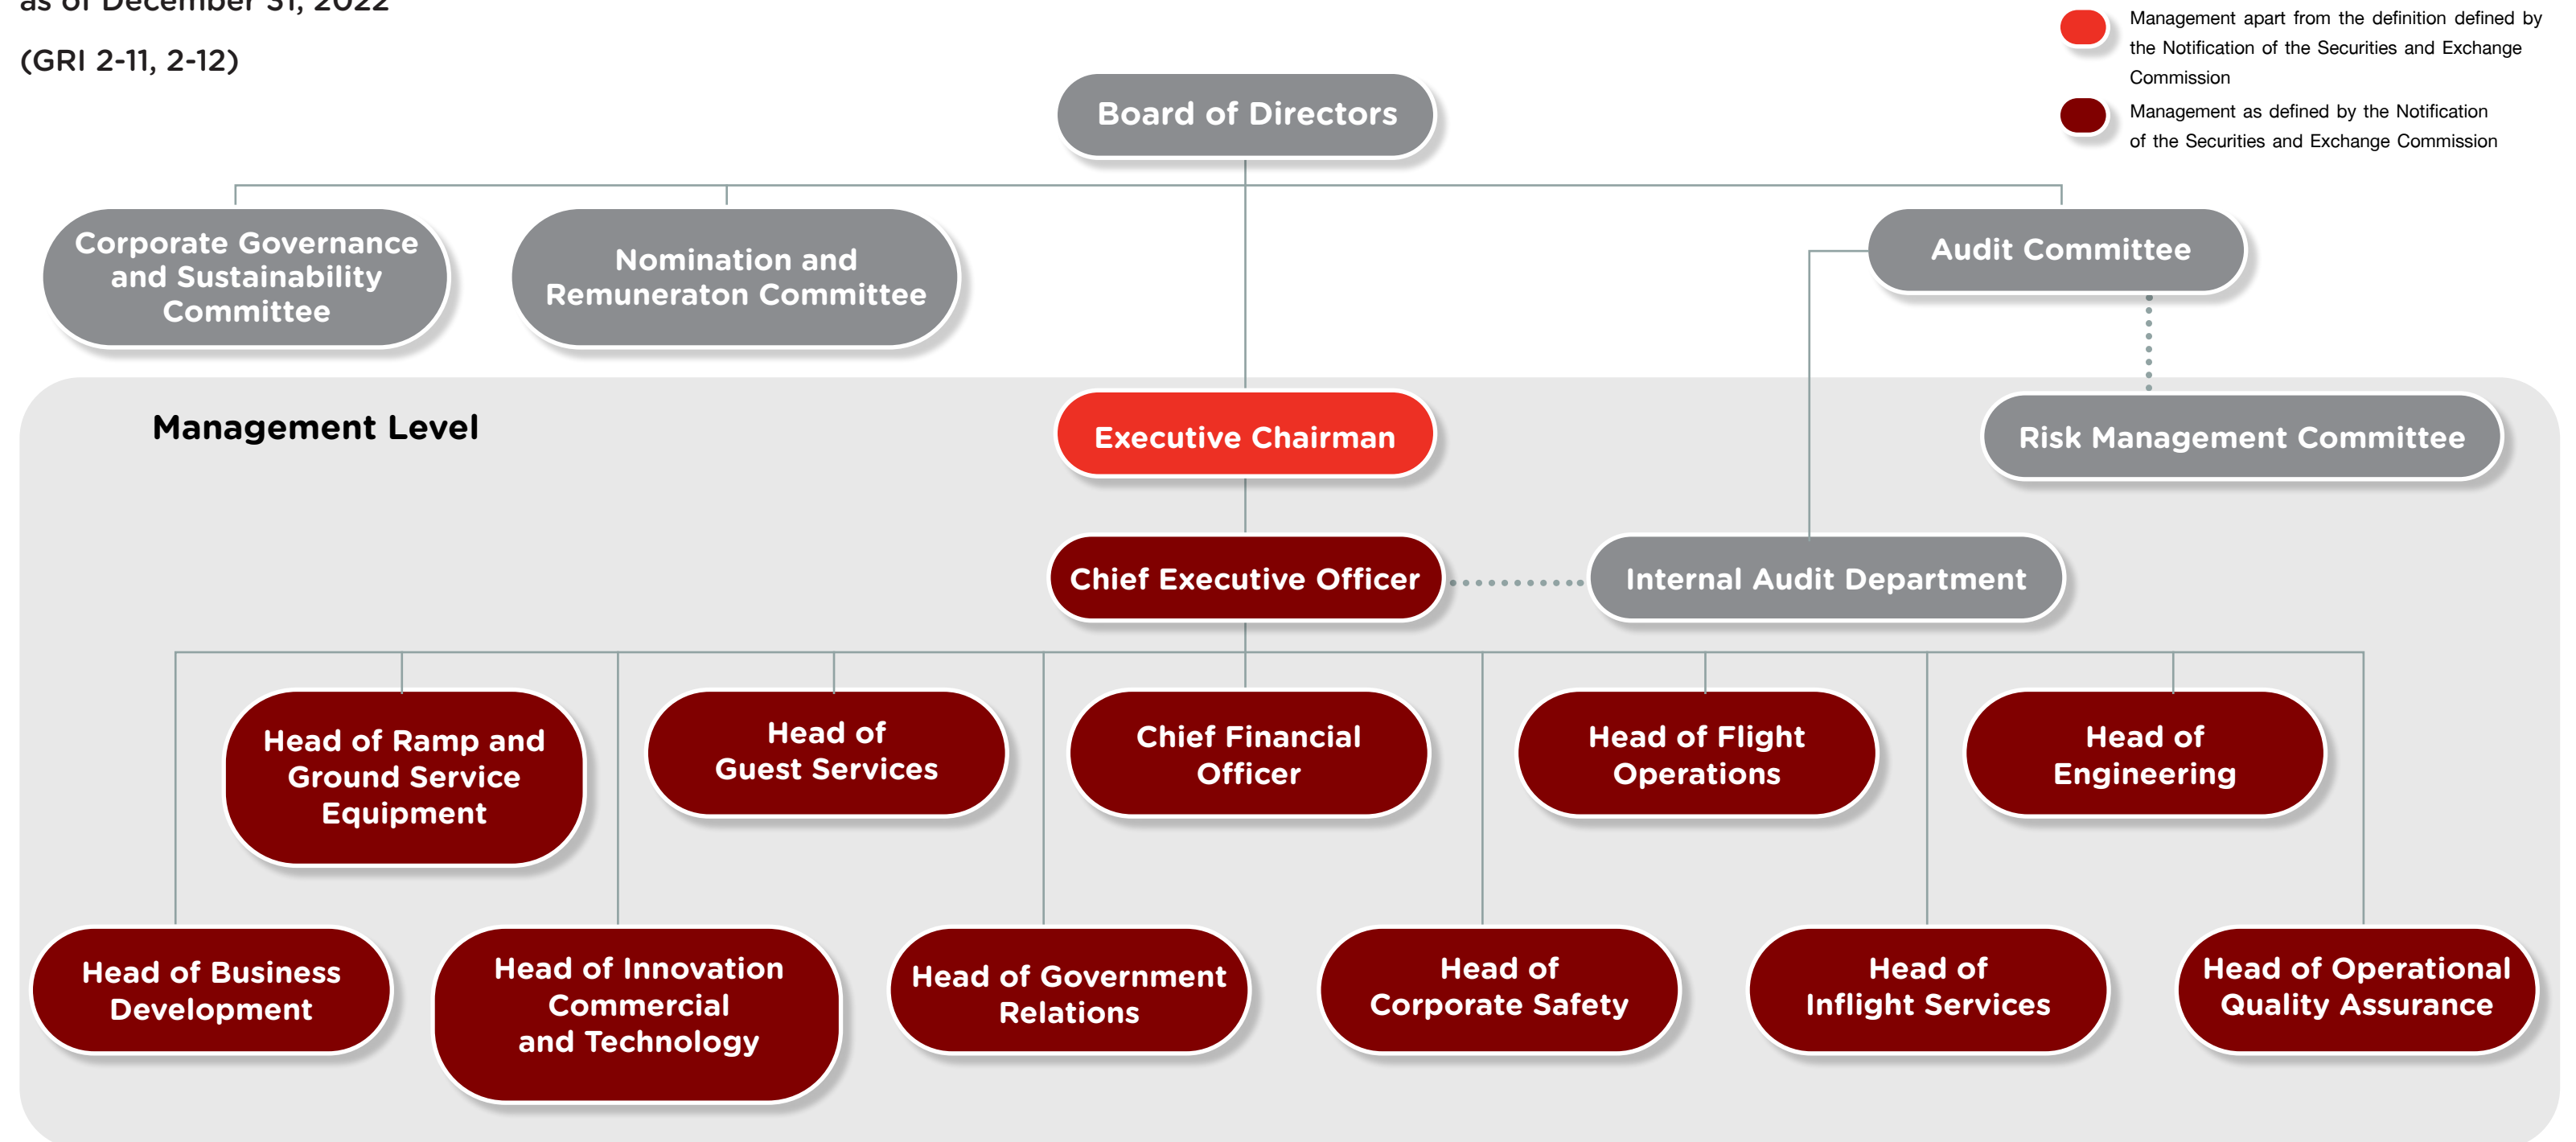 as of December 31, 2022
(GRI 2-11, 2-12)
Management apart from the definition defined by
the Notification of the Securities and Exchange
Commission
Management as defined by the Notification
of the Securities and Exchange Commission
Board of Directors
Corporate Governance
and Sustainability
Committee
Nomination and
Remuneraton Committee
Audit Committee
Management Level
Executive Chairman
Risk Management Committee
Chief Executive Officer
Internal Audit Department
Head of Ramp and
Ground Service
Equipment
Head of
Guest Services
Chief Financial
Officer
Head of Flight
Operations
Head of
Engineering
Head of Business
Development
Head of Innovation
Commercial
and Technology
Head of Government
Relations
Head of
Corporate Safety
Head of
Inflight Services
Head of Operational
Quality Assurance